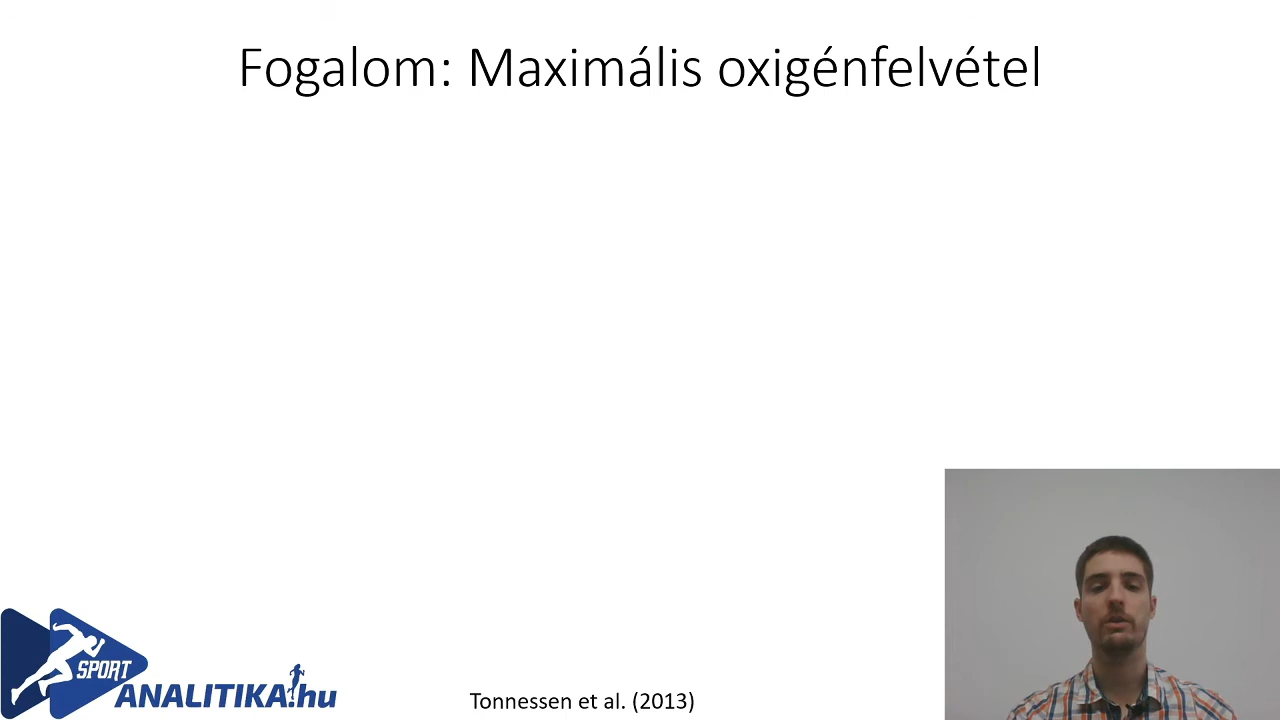 Fogalom: Maximális oxigénfelvétel
SPORT
ANALITIKA.hu
Tonnessen et al. (2013)